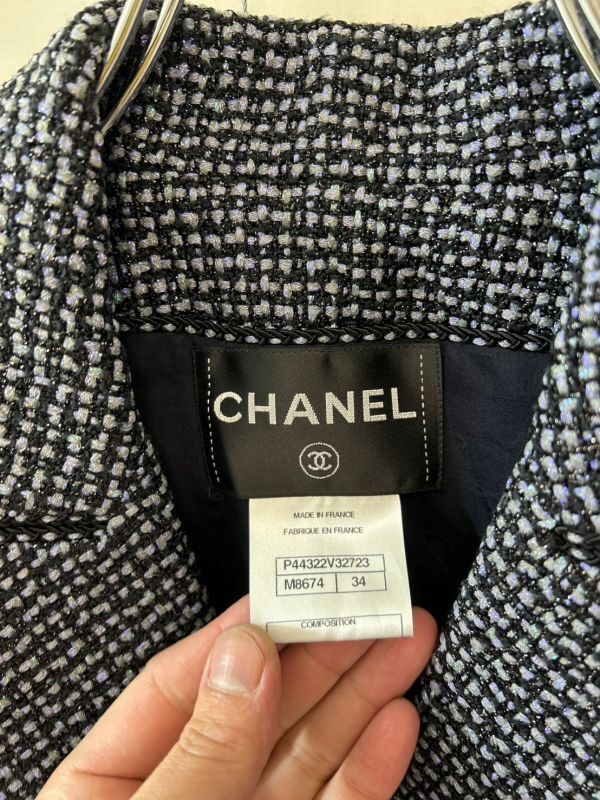 CHANEL
MADE IN FRANCE
FABRIQUE EN FRANCE
P44322V32723
M8674 34
COMPOSITION